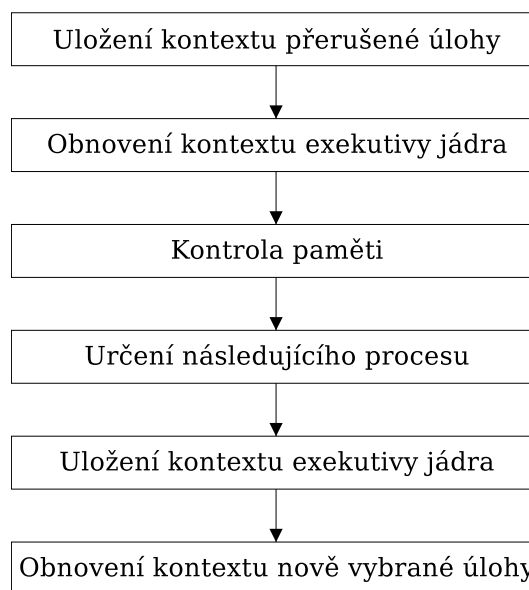 Uložení kontextu přerušené úlohy
Obnovení kontextu exekutivy jádra
Kontrola paměti
Určení následujícího procesu
Uložení kontextu exekutivy jádra
Obnovení kontextu nově vybrané úlohy